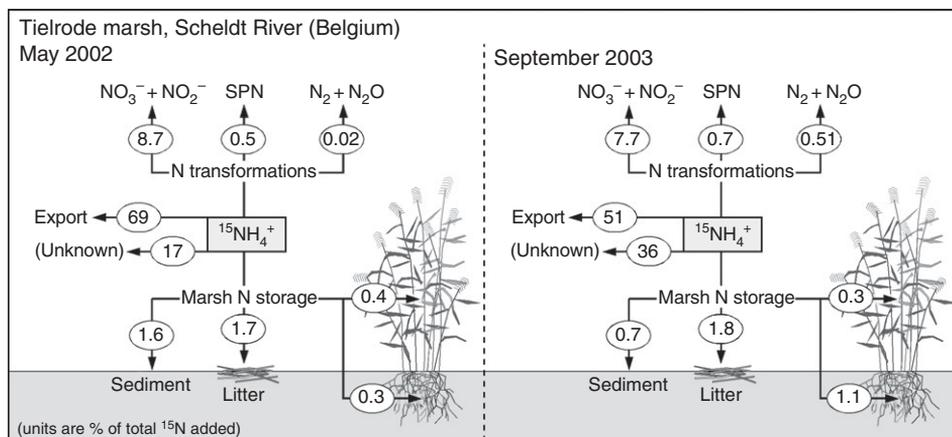 Tielrode marsh, Scheldt River (Belgium)
May 2002
NO₃⁻ + NO₂⁻ SPN N₂ + N₂O
8.7 0.5 0.02
N transformations
Export 69 ¹⁵NH₄⁺
(Unknown) 17
Marsh N storage 0.4
1.6 1.7
Sediment Litter 0.3
(units are % of total ¹⁵N added)
September 2003
NO₃⁻ + NO₂⁻ SPN N₂ + N₂O
7.7 0.7 0.51
N transformations
Export 51 ¹⁵NH₄⁺
(Unknown) 36
Marsh N storage 0.3
0.7 1.8
Sediment Litter 1.1